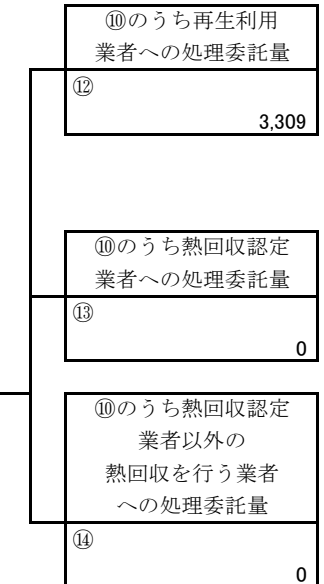 ⑩のうち再生利用
業者への処理委託量
⑫
3,309
⑩のうち熱回収認定
業者への処理委託量
⑬
0
⑩のうち熱回収認定
業者以外の
熱回収を行う業者
への処理委託量
⑭
0